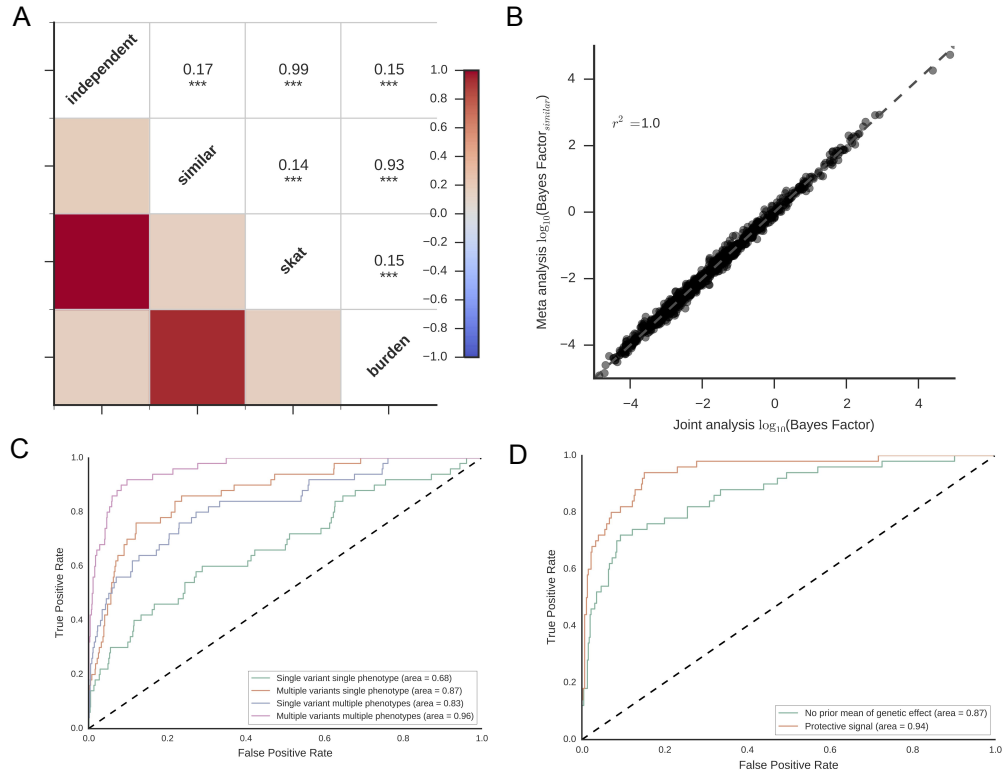 A
independent
0.17
***
0.99
***
0.15
***
similar
0.14
***
0.93
***
skat
0.15
***
burden
1.0
0.8
0.6
0.4
0.2
0.0
−0.2
−0.4
−0.6
−0.8
−1.0
B
r² =1.0
Meta analysis log₁₀(Bayes Factor_similar)
4
2
0
−2
−4
−4 −2 0 2 4
Joint analysis log₁₀(Bayes Factor)
C
True Positive Rate
1.0
0.8
0.6
0.4
0.2
0.0
0.0 0.2 0.4 0.6 0.8 1.0
False Positive Rate
Single variant single phenotype (area = 0.68)
Multiple variants single phenotype (area = 0.87)
Single variant multiple phenotypes (area = 0.83)
Multiple variants multiple phenotypes (area = 0.96)
D
True Positive Rate
1.0
0.8
0.6
0.4
0.2
0.0
0.0 0.2 0.4 0.6 0.8 1.0
False Positive Rate
No prior mean of genetic effect (area = 0.87)
Protective signal (area = 0.94)